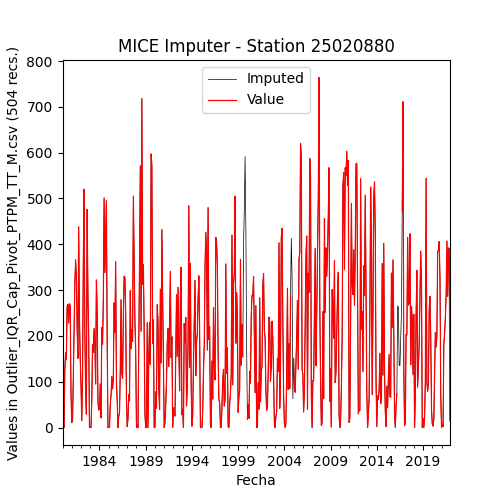 MICE Imputer - Station 25020880
Imputed
Value
Values in Outlier_IQR_Cap_Pivot_PTPM_TT_M.csv (504 recs.)
800
700
600
500
400
300
200
100
0
1984 1989 1994 1999 2004 2009 2014 2019
Fecha